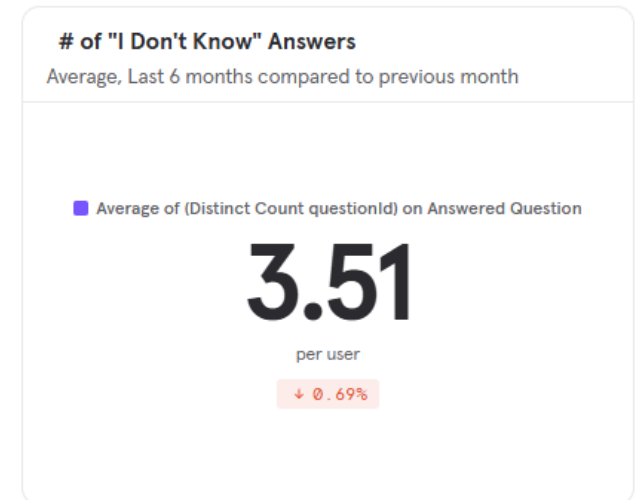 # of "I Don't Know" Answers
Average, Last 6 months compared to previous month
Average of (Distinct Count questionId) on Answered Question
3.51
per user
↓ 0.69%